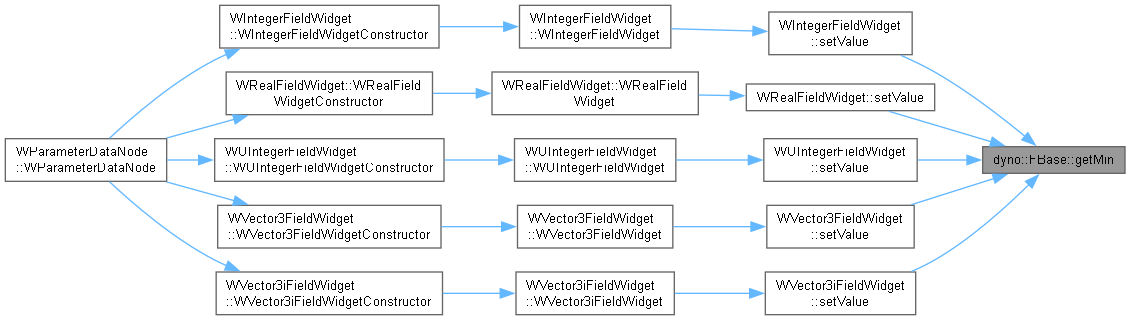 WIntegerFieldWidget
::WIntegerFieldWidgetConstructor
WIntegerFieldWidget
::WIntegerFieldWidget
WIntegerFieldWidget
::setValue
WRealFieldWidget::WRealField
WidgetConstructor
WRealFieldWidget::WRealField
Widget
WRealFieldWidget::setValue
WParameterDataNode
::WParameterDataNode
WUIntegerFieldWidget
::WUIntegerFieldWidgetConstructor
WUIntegerFieldWidget
::WUIntegerFieldWidget
WUIntegerFieldWidget
::setValue
dyno::FBase::getMin
WVector3FieldWidget
::WVector3FieldWidgetConstructor
WVector3FieldWidget
::WVector3FieldWidget
WVector3FieldWidget
::setValue
WVector3iFieldWidget
::WVector3iFieldWidgetConstructor
WVector3iFieldWidget
::WVector3iFieldWidget
WVector3iFieldWidget
::setValue